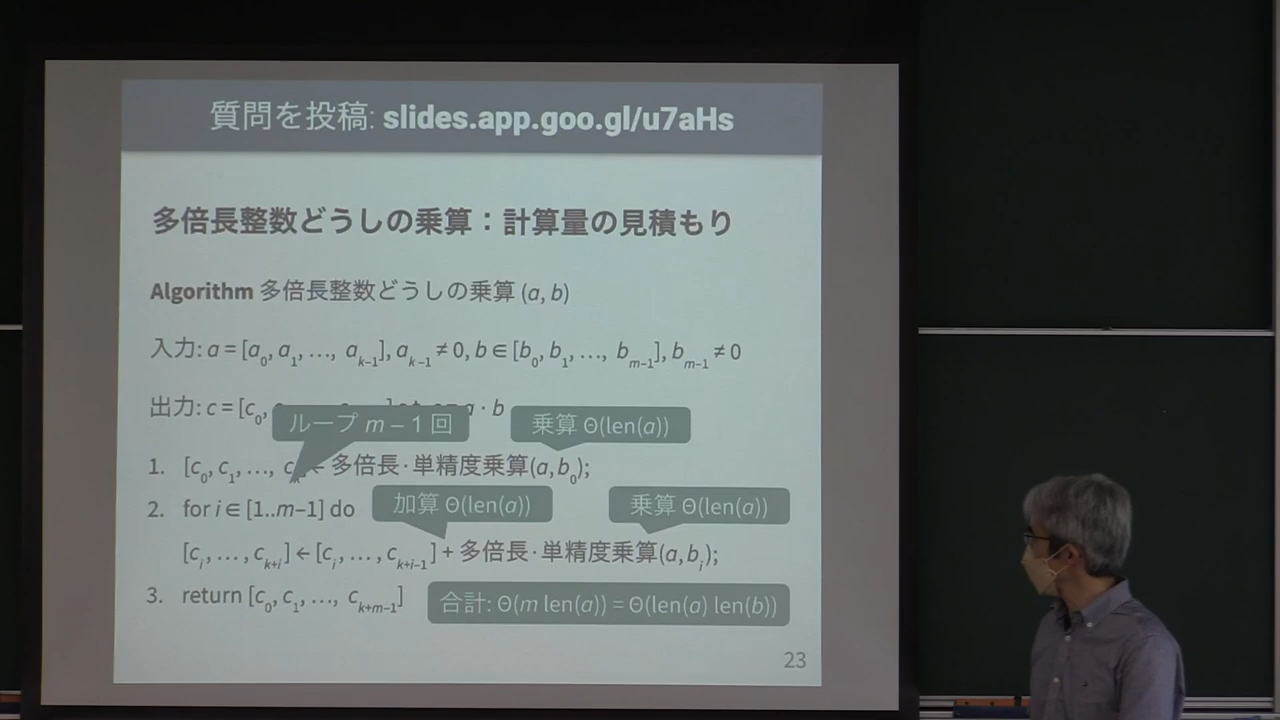 質問を投稿: slides.app.goo.gl/u7aHs
多倍長整数どうしの乗算：計算量の見積もり
Algorithm 多倍長整数どうしの乗算 (a, b)
入力: a = [a0, a1, …, ak−1], ak−1 ≠ 0, b ∈ [b0, b1, …, bm−1], bm−1 ≠ 0
出力: c = [c0, a · b
ループ m − 1 回
乗算 Θ(len(a))
1. [c0, c1, …, c ← 多倍長·単精度乗算(a, b0);
2. for i ∈ [1..m−1] do
加算 Θ(len(a))
乗算 Θ(len(a))
[ci, …, ck+i] ← [ci, …, ck+i−1] + 多倍長·単精度乗算(a, bi);
3. return [c0, c1, …, ck+m−1]
合計: Θ(m len(a)) = Θ(len(a) len(b))
23